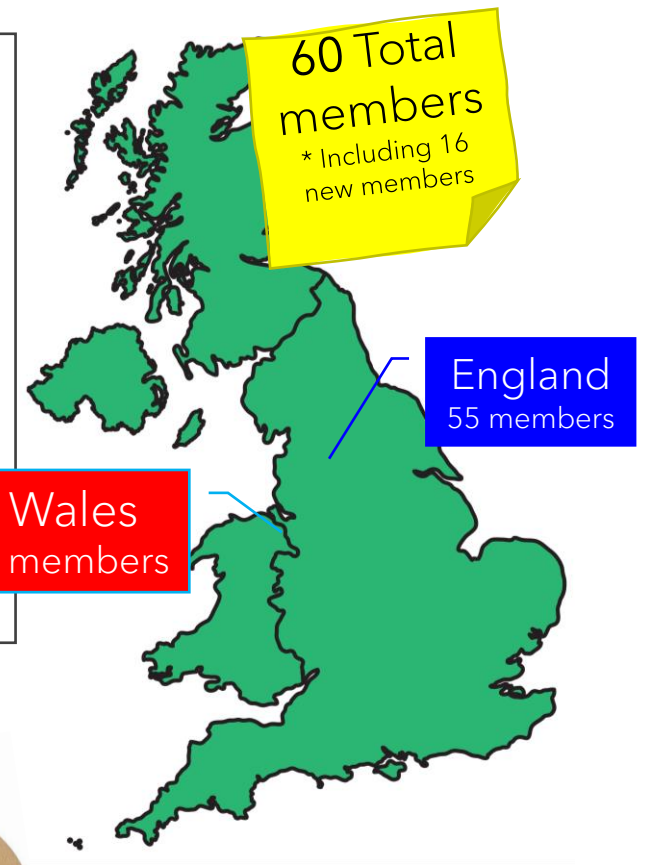 60 Total
members
* Including 16
new members
England
55 members
Wales
members